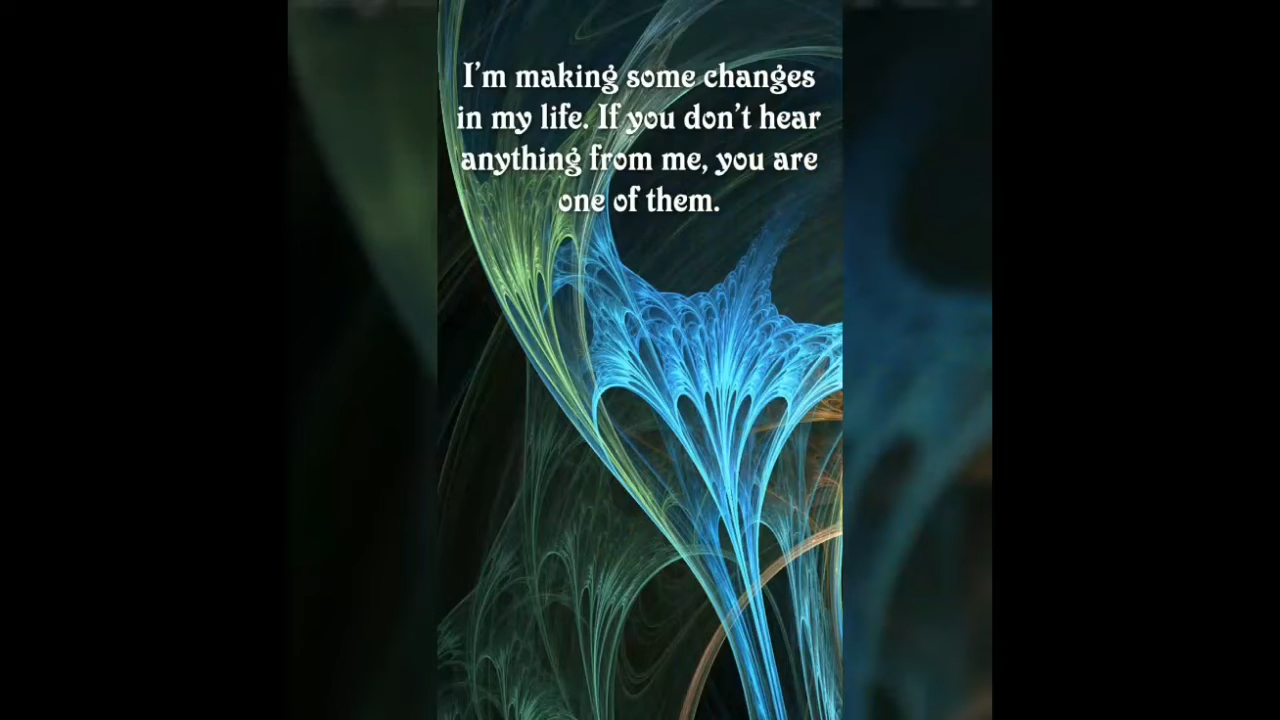 I’m making some changes
in my life. If you don’t hear
anything from me, you are
one of them.